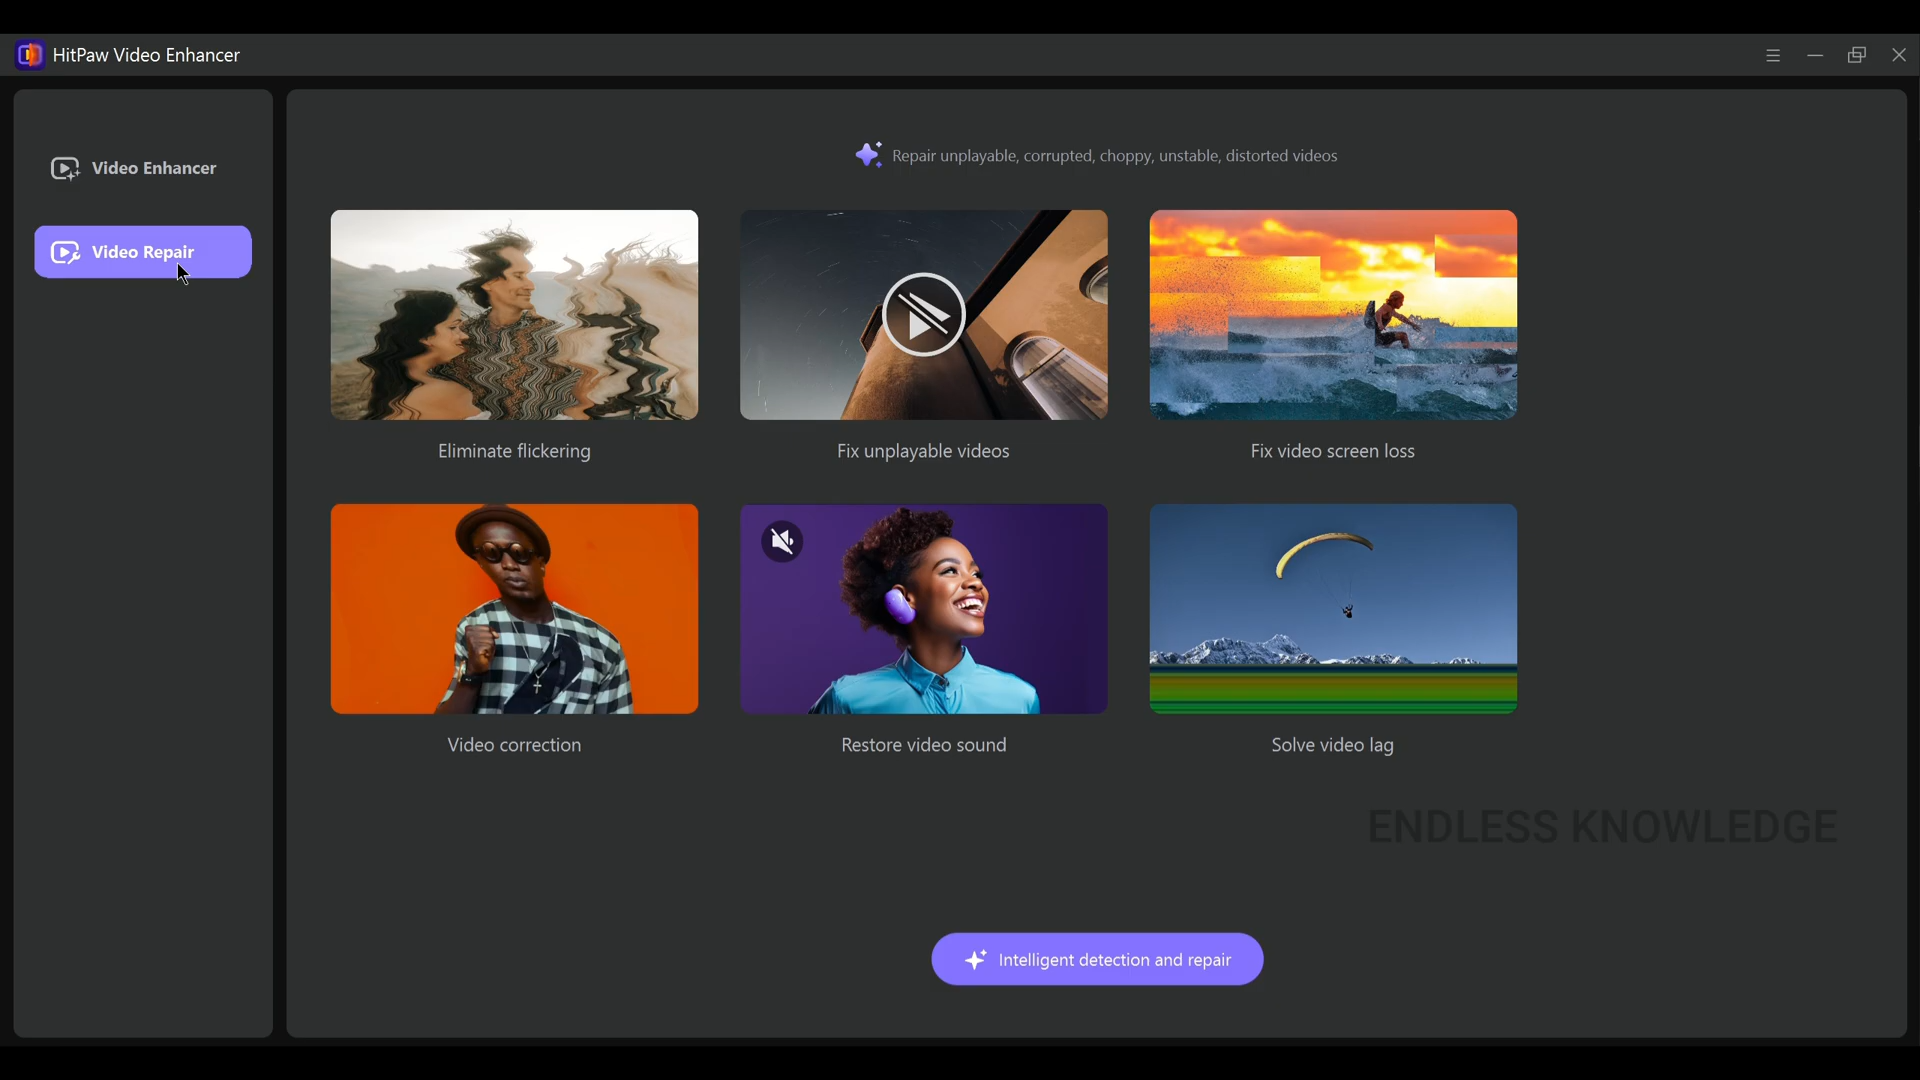 HitPaw Video Enhancer
Video Enhancer
Video Repair
Repair unplayable, corrupted, choppy, unstable, distorted videos
Eliminate flickering
Fix unplayable videos
Fix video screen loss
Video correction
Restore video sound
Solve video lag
ENDLESS KNOWLEDGE
Intelligent detection and repair